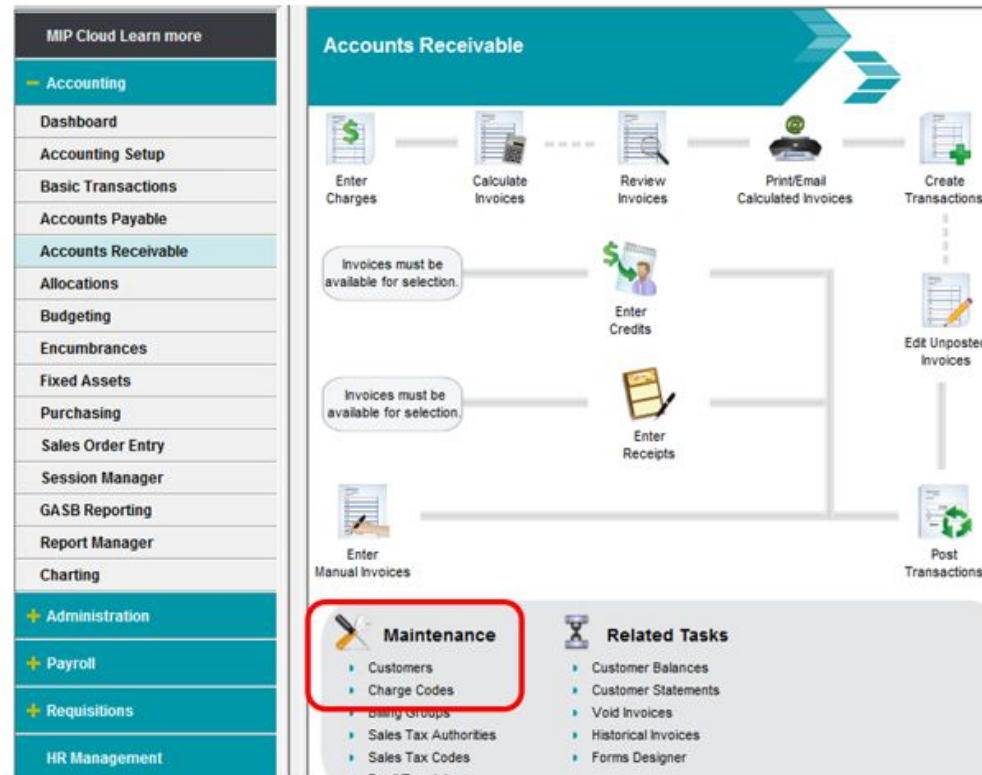 MIP Cloud Learn more
Accounting
Dashboard
Accounting Setup
Basic Transactions
Accounts Payable
Accounts Receivable
Allocations
Budgeting
Encumbrances
Fixed Assets
Purchasing
Sales Order Entry
Session Manager
GASB Reporting
Report Manager
Charting
Administration
Payroll
Requisitions
HR Management
Accounts Receivable
Enter
Charges
Calculate
Invoices
Review
Invoices
Print/Email
Calculated Invoices
Create
Transactions
Invoices must be
available for selection.
Enter
Credits
Edit Unposted
Invoices
Invoices must be
available for selection.
Enter
Receipts
Enter
Manual Invoices
Post
Transactions
Maintenance
Customers
Charge Codes
Billing Groups
Sales Tax Authorities
Sales Tax Codes
Related Tasks
Customer Balances
Customer Statements
Void Invoices
Historical Invoices
Forms Designer